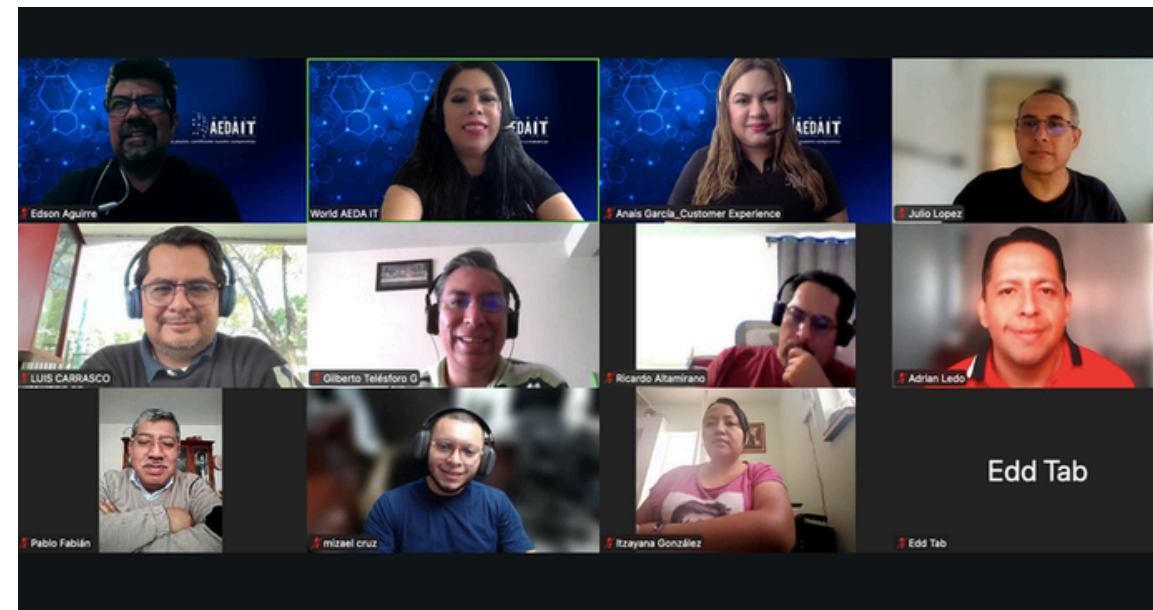 AEDAIT
EDAIT
AEDAIT
Edson Aguirre
World AEDA IT
Anais García_Customer Experience
Julio Lopez
LUIS CARRASCO
Gilberto Telésforo G
Ricardo Altamirano
Adrian Ledo
Edd Tab
Pablo Fabián
mizael cruz
Itzayana González
Edd Tab